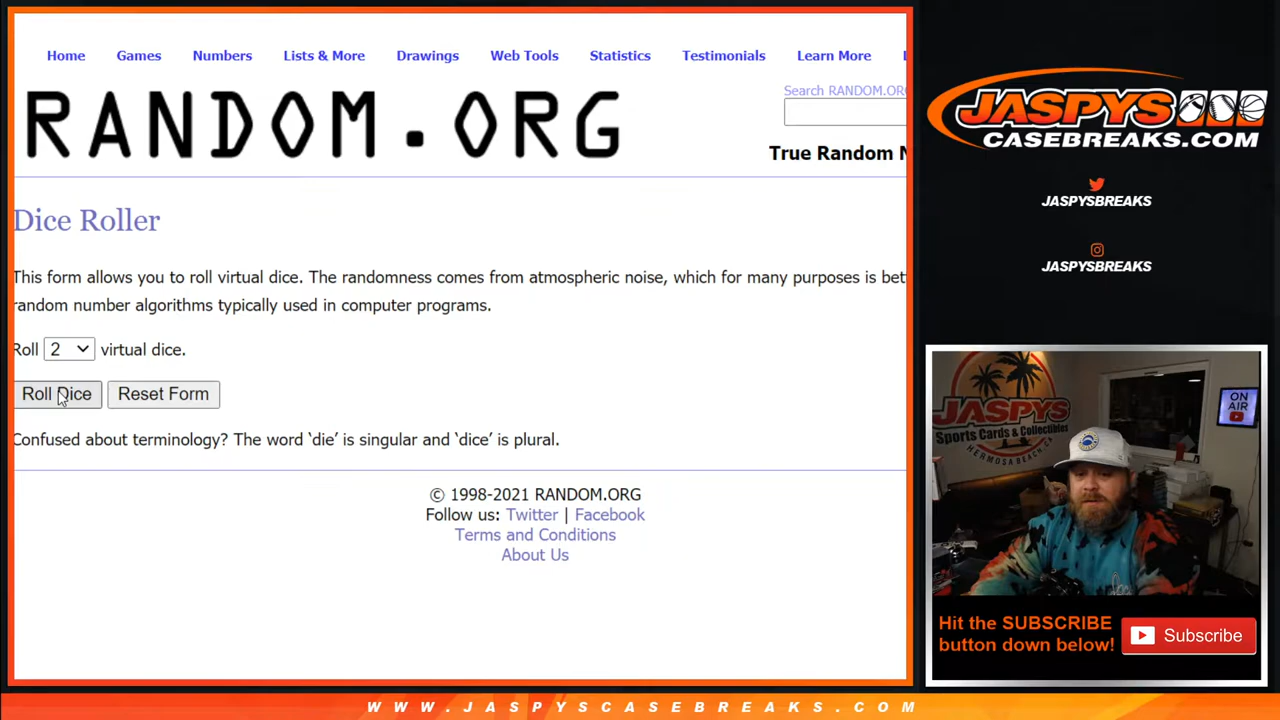 Home Games Numbers Lists & More Drawings Web Tools Statistics Testimonials Learn More
RANDOM.ORG
Search RANDOM.ORG
True Random N
Dice Roller
This form allows you to roll virtual dice. The randomness comes from atmospheric noise, which for many purposes is bet
random number algorithms typically used in computer programs.
Roll 2 virtual dice.
Roll Dice Reset Form
Confused about terminology? The word ‘die’ is singular and ‘dice’ is plural.
© 1998-2021 RANDOM.ORG
Follow us: Twitter | Facebook
Terms and Conditions
About Us
JASPYS
CASEBREAKS.COM
JASPYSBREAKS
JASPYSBREAKS
JASPYS
Sports Cards & Collectibles
HERMOSA BEACH, CA
ON
AIR
Hit the SUBSCRIBE
button down below!
Subscribe
WWW.JASPYSCASEBREAKS.COM